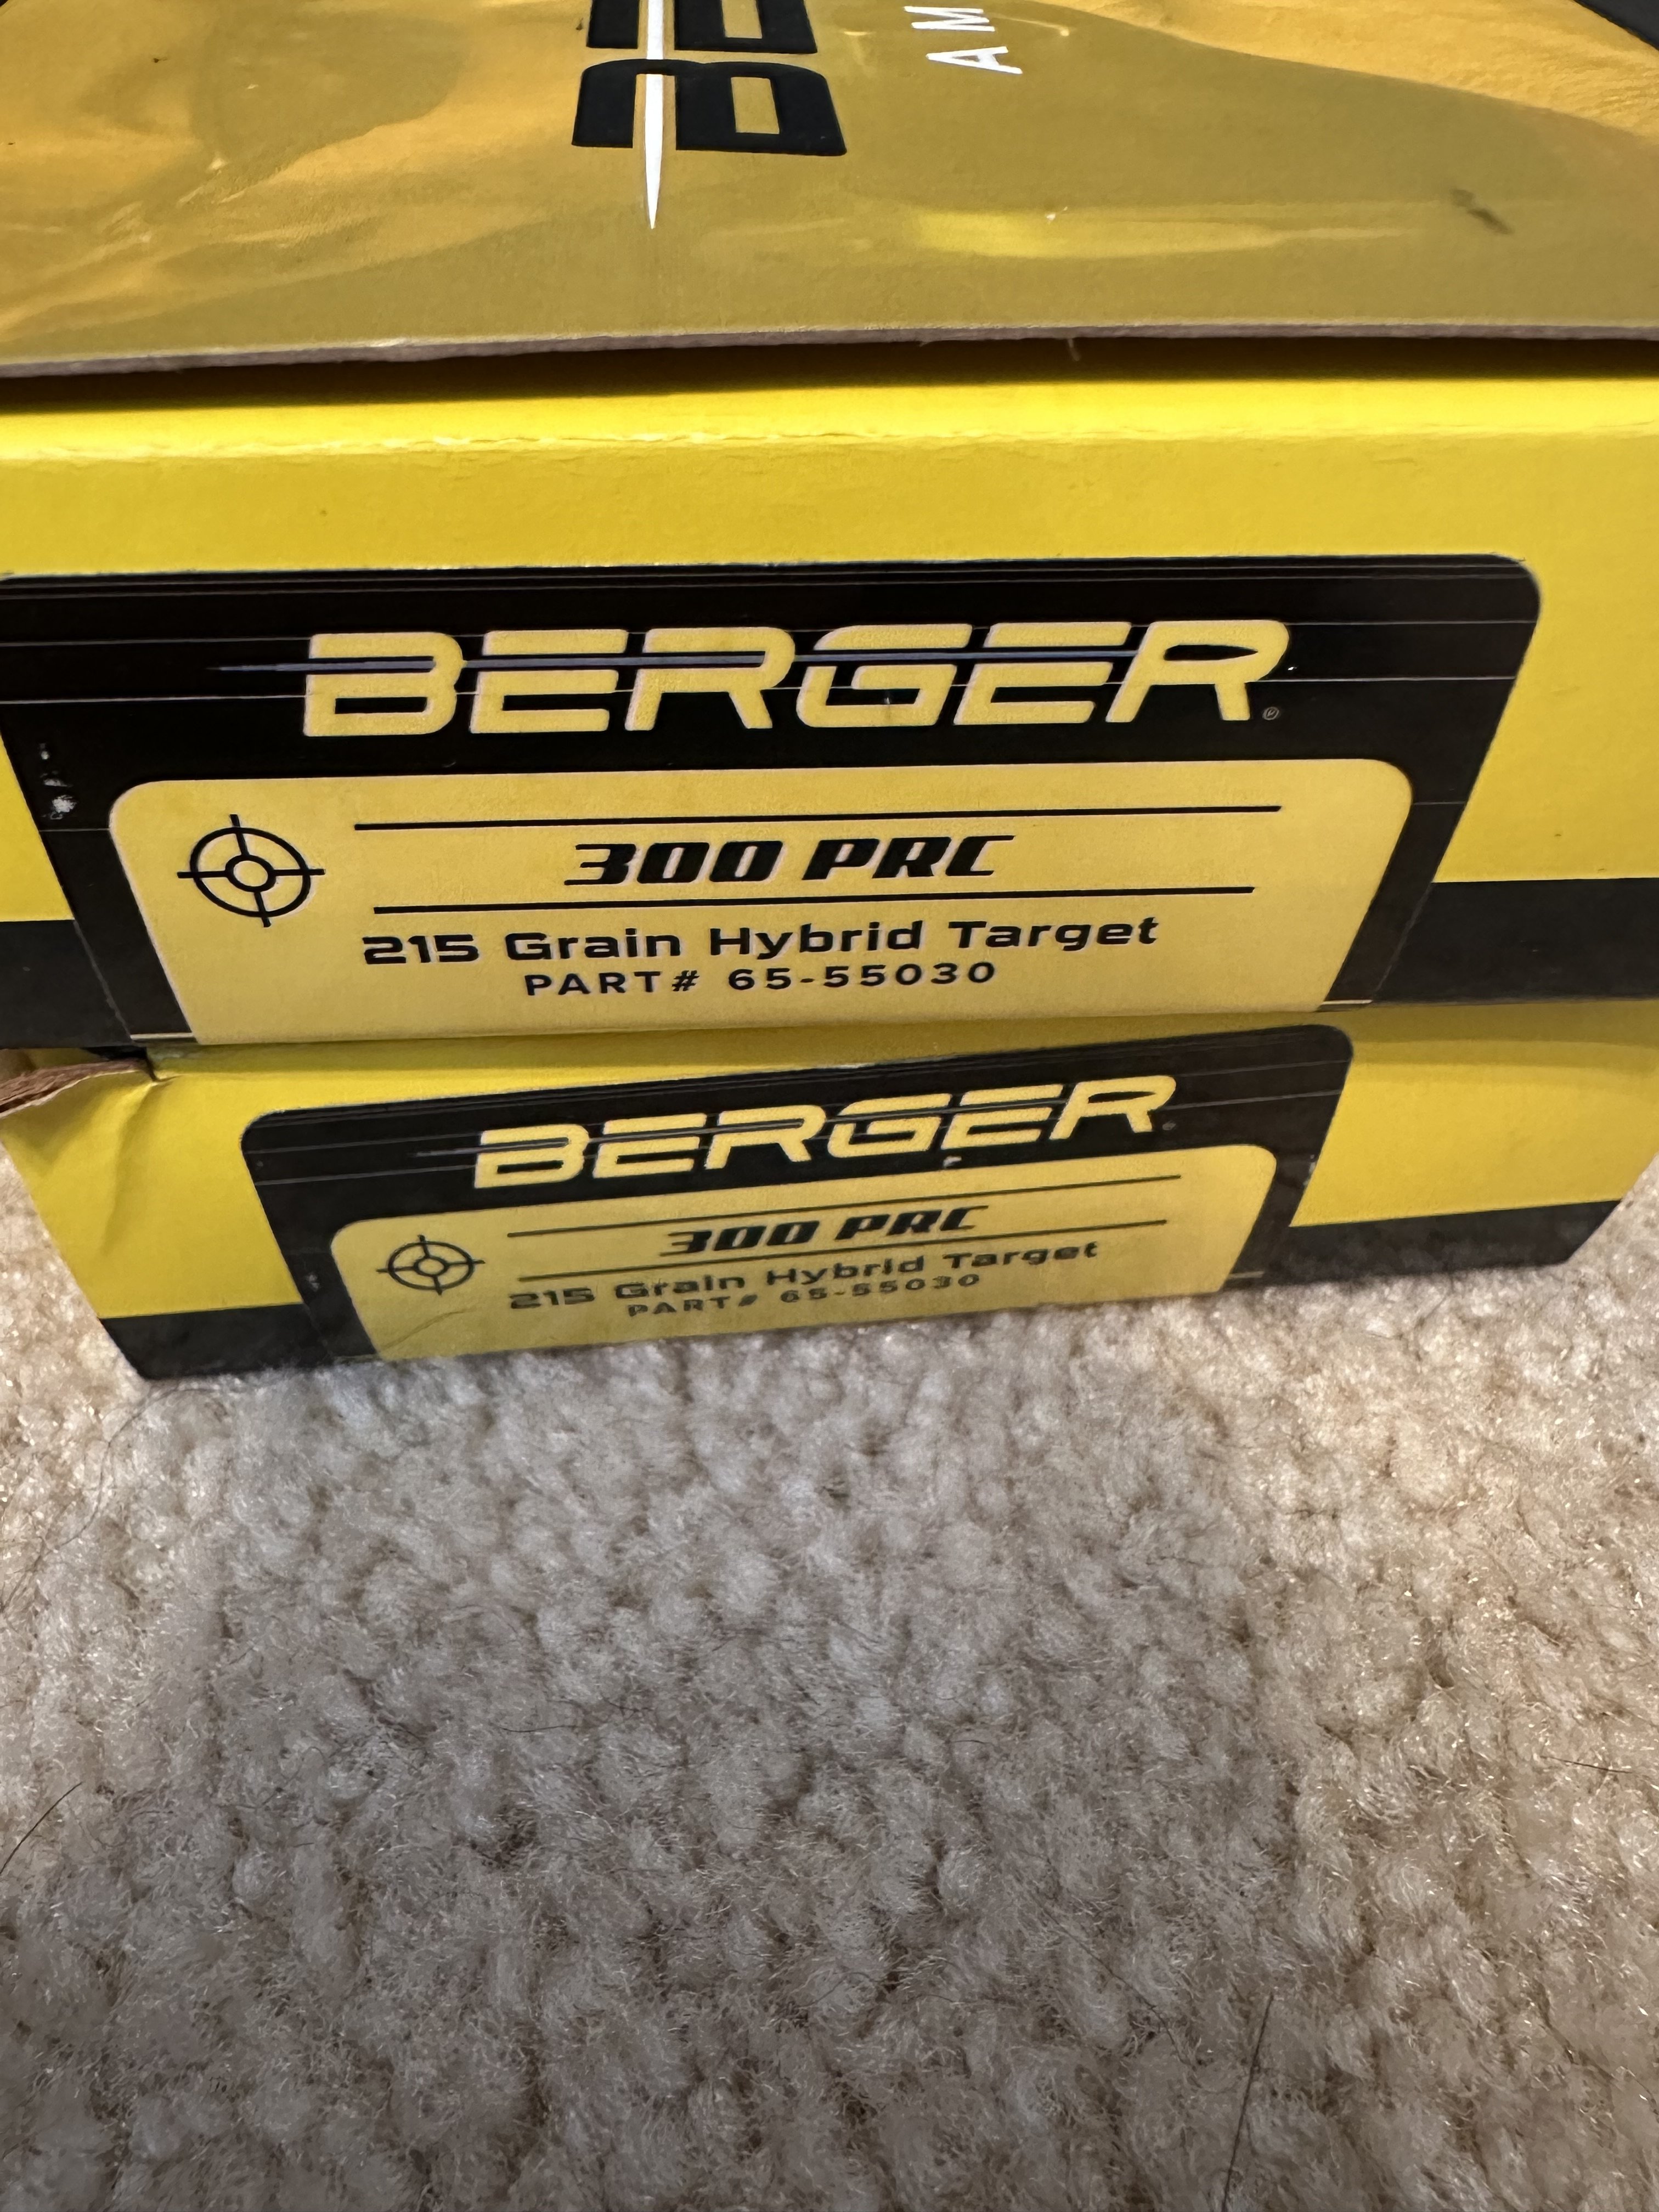 BERGER®
300 PRC
215 Grain Hybrid Target
PART# 65-55030
BERGER®
300 PRC
215 Grain Hybrid Target
PART# 65-55030